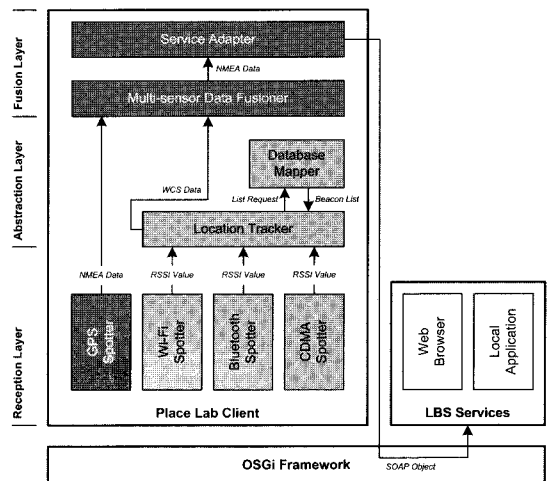 Fusion Layer
Service Adapter
NMEA Data
Multi-sensor Data Fusioner
Abstraction Layer
Database
Mapper
WCS Data
List Request
Beacon List
Location Tracker
NMEA Data
RSSI Value
RSSI Value
RSSI Value
Reception Layer
GPS
Spotter
Wi-Fi
Spotter
Bluetooth
Spotter
CDMA
Spotter
Web
Browser
Local
Application
Place Lab Client
LBS Services
OSGi Framework
SOAP Object